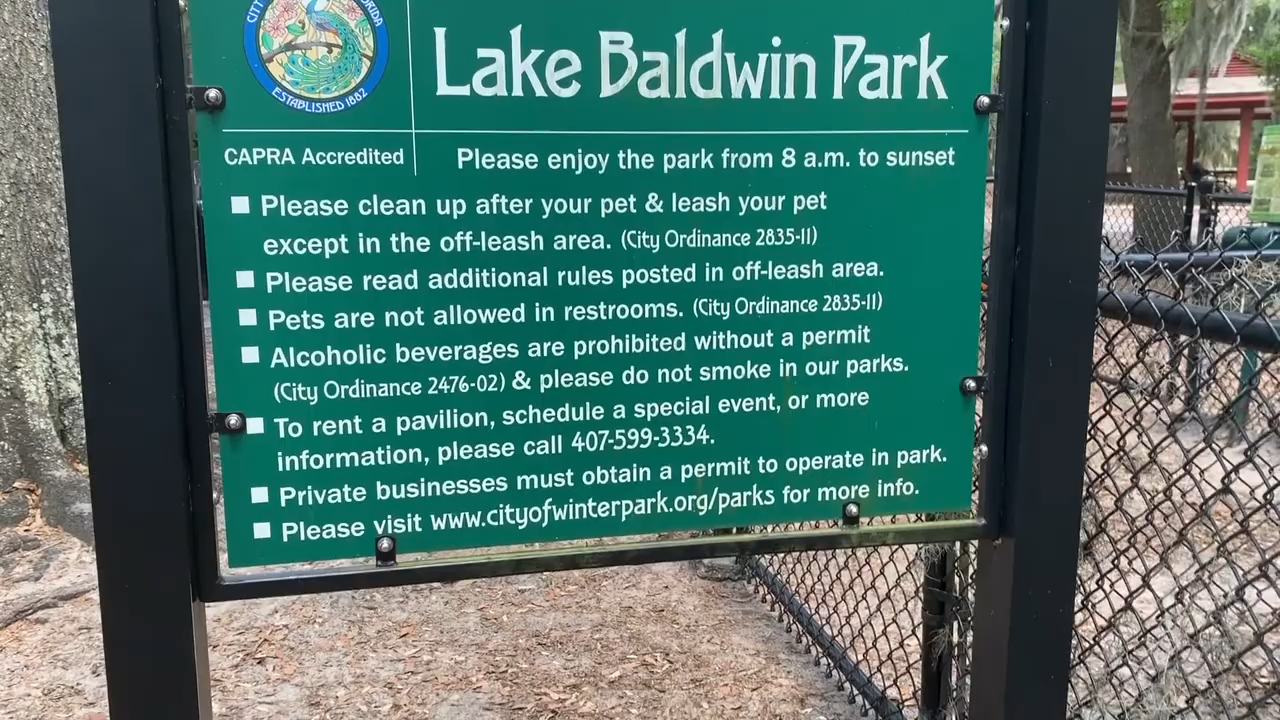 CITY
ORIDA
ESTABLISHED 1882
Lake Baldwin Park
CAPRA Accredited
Please enjoy the park from 8 a.m. to sunset
Please clean up after your pet & leash your pet
except in the off-leash area. (City Ordinance 2835-11)
Please read additional rules posted in off-leash area.
Pets are not allowed in restrooms. (City Ordinance 2835-11)
Alcoholic beverages are prohibited without a permit
(City Ordinance 2476-02) & please do not smoke in our parks.
To rent a pavilion, schedule a special event, or more
information, please call 407-599-3334.
Private businesses must obtain a permit to operate in park.
Please visit www.cityofwinterpark.org/parks for more info.